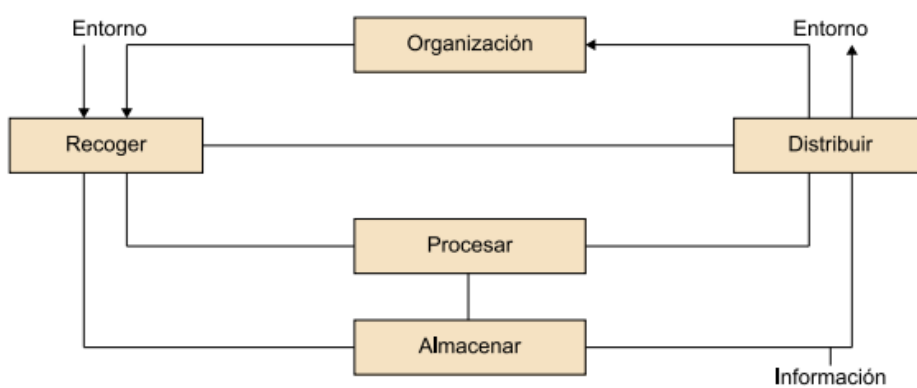 Entorno
Organización
Entorno
Recoger
Distribuir
Procesar
Almacenar
Información